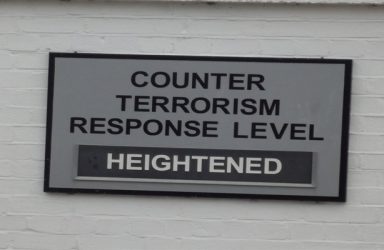 COUNTER
TERRORISM
RESPONSE LEVEL
HEIGHTENED